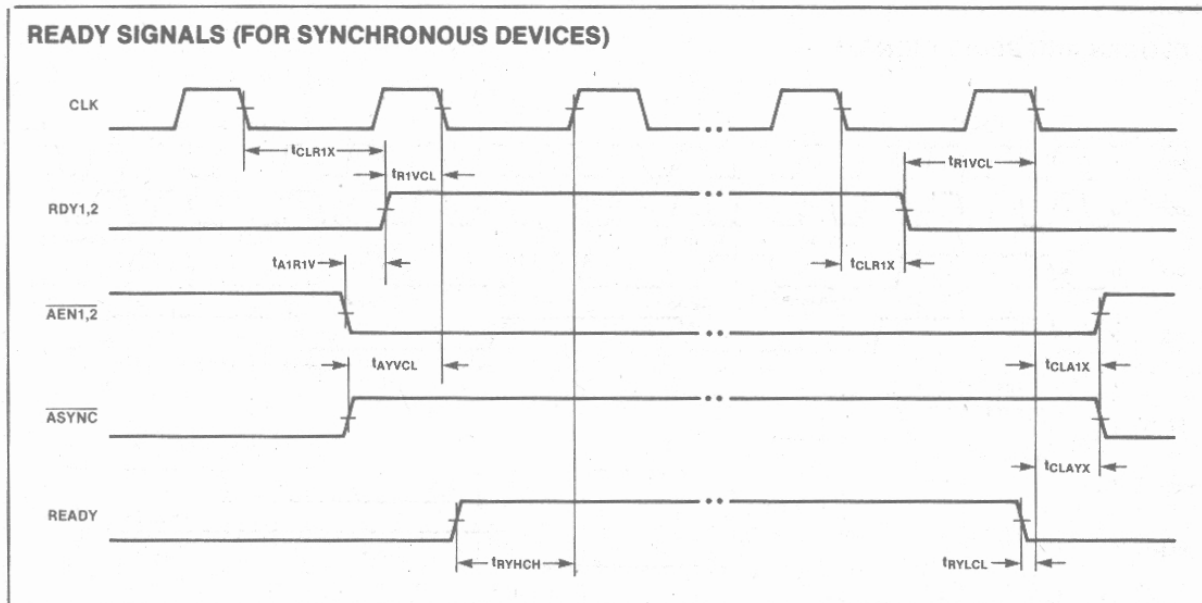 READY SIGNALS (FOR SYNCHRONOUS DEVICES)
CLK
tCLR1X
tR1VCL
tR1VCL
RDY1,2
tA1R1V
tCLR1X
AEN1,2
tAYVCL
tCLA1X
ASYNC
tCLAYX
READY
tRYHCH
tRYLCL